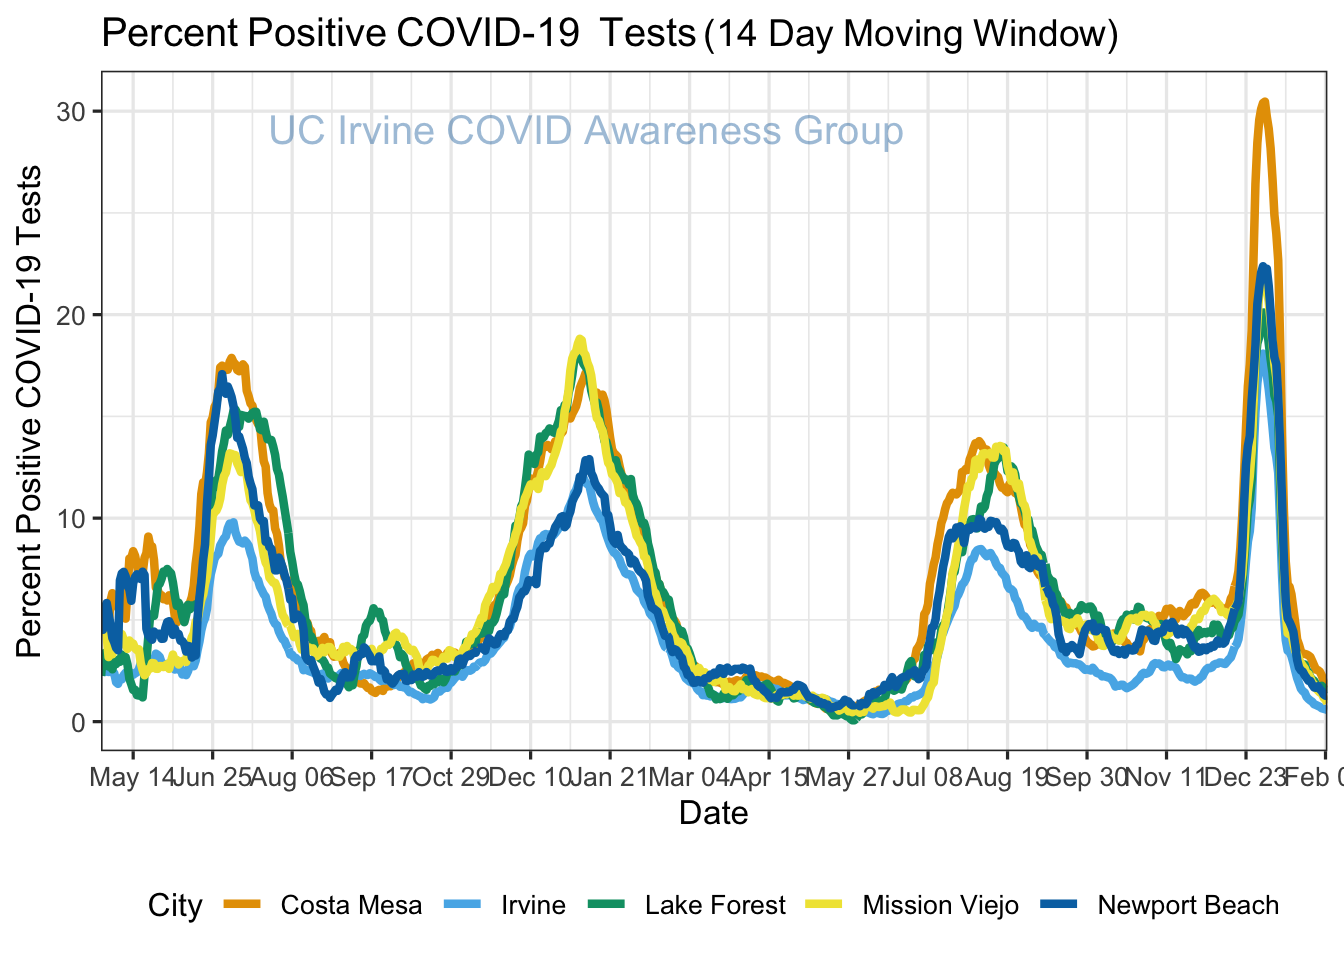 Percent Positive COVID-19 Tests (14 Day Moving Window)
UC Irvine COVID Awareness Group
Percent Positive COVID-19 Tests
30
20
10
0
May 14 Jun 25 Aug 06 Sep 17 Oct 29 Dec 10 Jan 21 Mar 04 Apr 15 May 27 Jul 08 Aug 19 Sep 30 Nov 11 Dec 23 Feb
Date
City Costa Mesa Irvine Lake Forest Mission Viejo Newport Beach